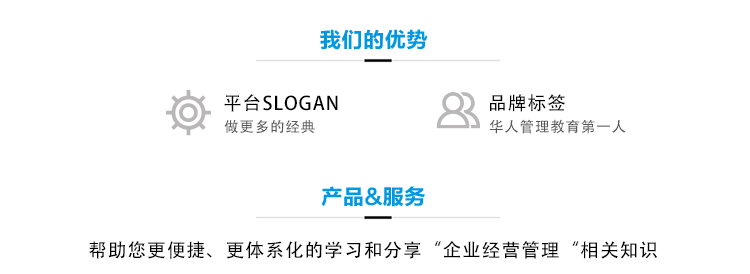 我们的优势
平台SLOGAN
做更多的经典
品牌标签
华人管理教育第一人
产品&服务
帮助您更便捷、更体系化的学习和分享“企业经营管理“相关知识